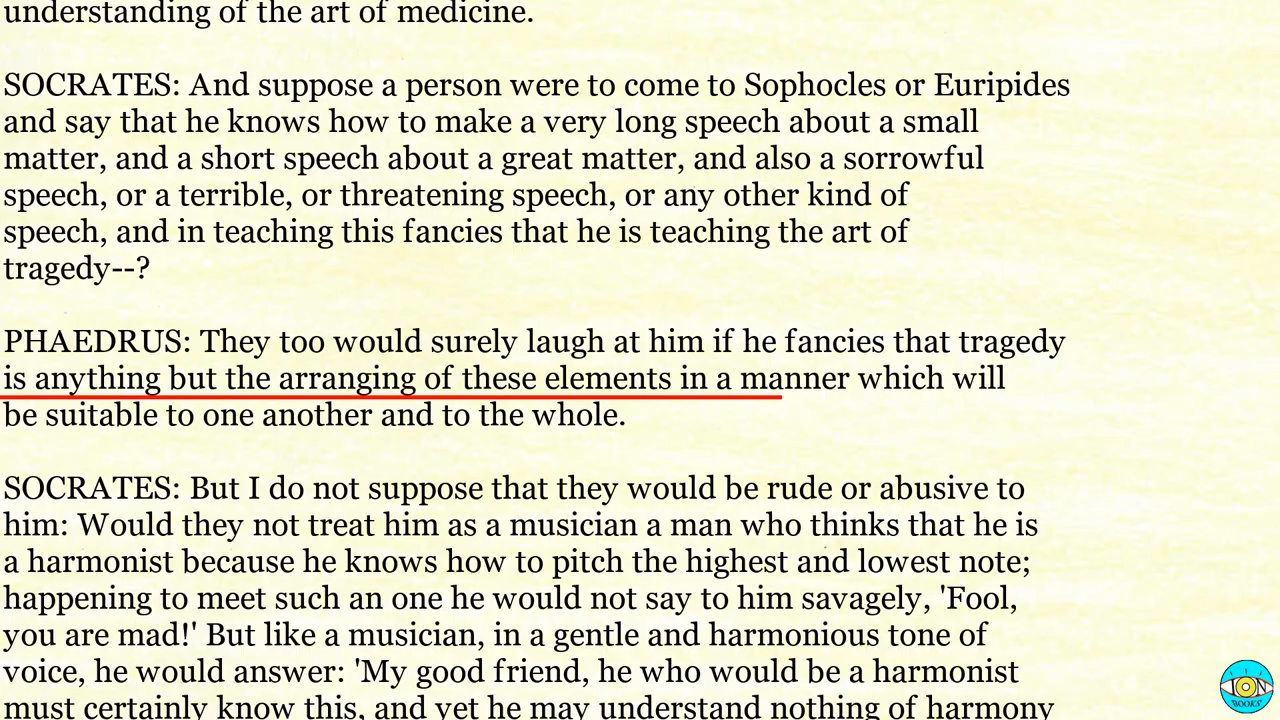 understanding of the art of medicine.
SOCRATES: And suppose a person were to come to Sophocles or Euripides
and say that he knows how to make a very long speech about a small
matter, and a short speech about a great matter, and also a sorrowful
speech, or a terrible, or threatening speech, or any other kind of
speech, and in teaching this fancies that he is teaching the art of
tragedy--?
PHAEDRUS: They too would surely laugh at him if he fancies that tragedy
is anything but the arranging of these elements in a manner which will
be suitable to one another and to the whole.
SOCRATES: But I do not suppose that they would be rude or abusive to
him: Would they not treat him as a musician a man who thinks that he is
a harmonist because he knows how to pitch the highest and lowest note;
happening to meet such an one he would not say to him savagely, 'Fool,
you are mad!' But like a musician, in a gentle and harmonious tone of
voice, he would answer: 'My good friend, he who would be a harmonist
must certainly know this, and yet he may understand nothing of harmony
ION
BOOKS